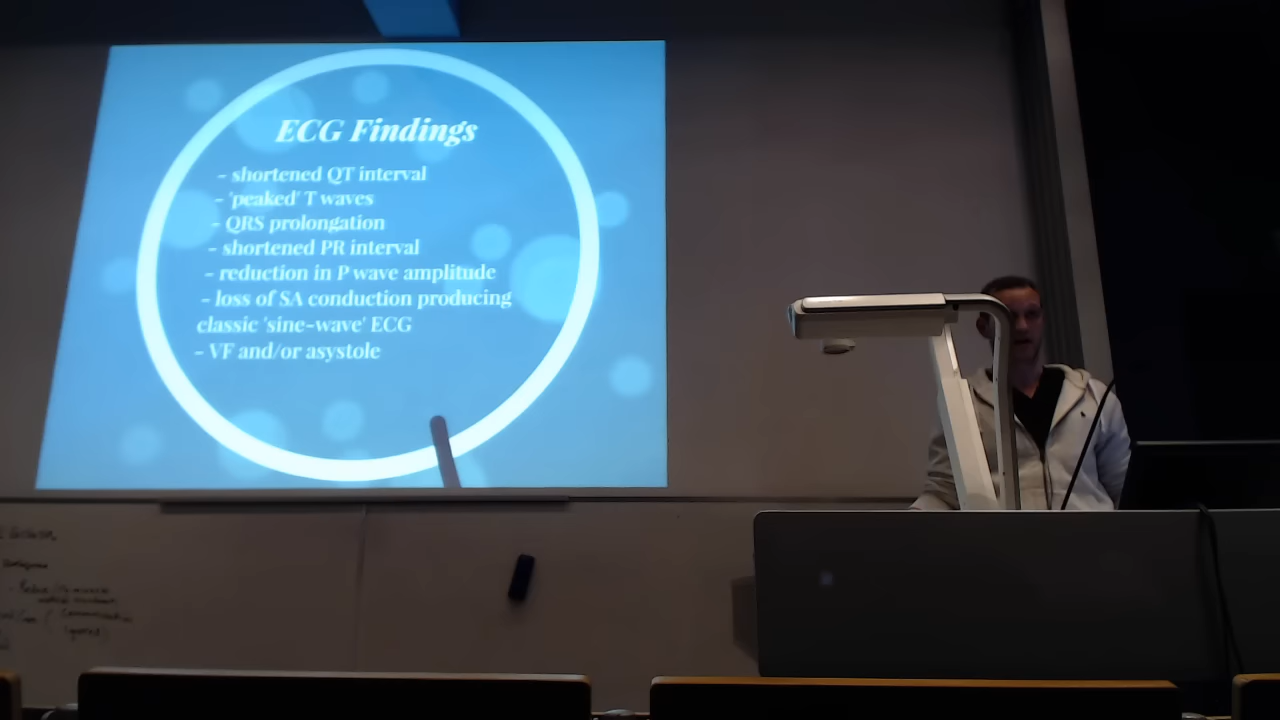 ECG Findings
- shortened QT interval
- 'peaked' T waves
- QRS prolongation
- shortened PR interval
- reduction in P wave amplitude
- loss of SA conduction producing
classic 'sine-wave' ECG
- VF and/or asystole